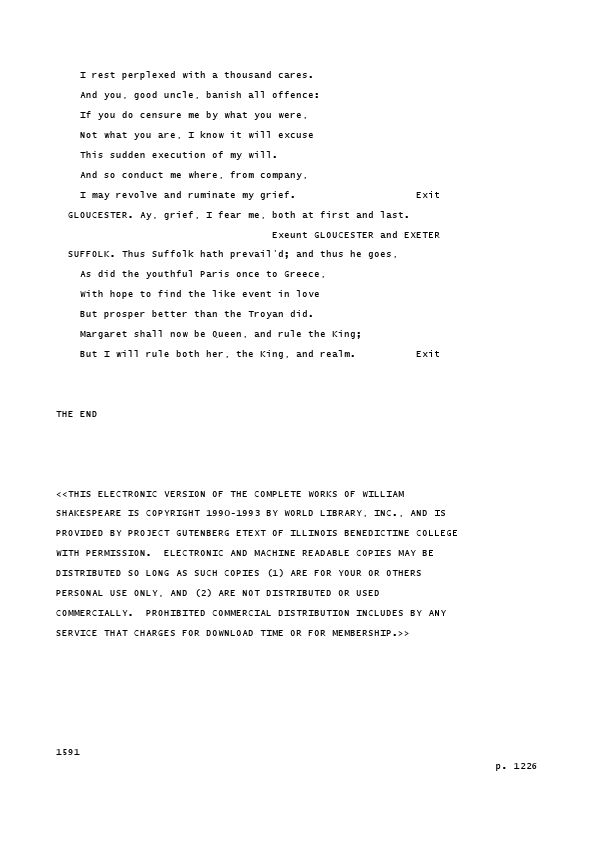 I rest perplexed with a thousand cares.
And you, good uncle, banish all offence:
If you do censure me by what you were,
Not what you are, I know it will excuse
This sudden execution of my will.
And so conduct me where, from company,
I may revolve and ruminate my grief. Exit
GLOUCESTER. Ay, grief, I fear me, both at first and last.
Exeunt GLOUCESTER and EXETER
SUFFOLK. Thus Suffolk hath prevail'd; and thus he goes,
As did the youthful Paris once to Greece,
With hope to find the like event in love
But prosper better than the Troyan did.
Margaret shall now be Queen, and rule the King;
But I will rule both her, the King, and realm. Exit
THE END
<<THIS ELECTRONIC VERSION OF THE COMPLETE WORKS OF WILLIAM
SHAKESPEARE IS COPYRIGHT 1990-1993 BY WORLD LIBRARY, INC., AND IS
PROVIDED BY PROJECT GUTENBERG ETEXT OF ILLINOIS BENEDICTINE COLLEGE
WITH PERMISSION. ELECTRONIC AND MACHINE READABLE COPIES MAY BE
DISTRIBUTED SO LONG AS SUCH COPIES (1) ARE FOR YOUR OR OTHERS
PERSONAL USE ONLY, AND (2) ARE NOT DISTRIBUTED OR USED
COMMERCIALLY. PROHIBITED COMMERCIAL DISTRIBUTION INCLUDES BY ANY
SERVICE THAT CHARGES FOR DOWNLOAD TIME OR FOR MEMBERSHIP.>>
1591
p. 1226